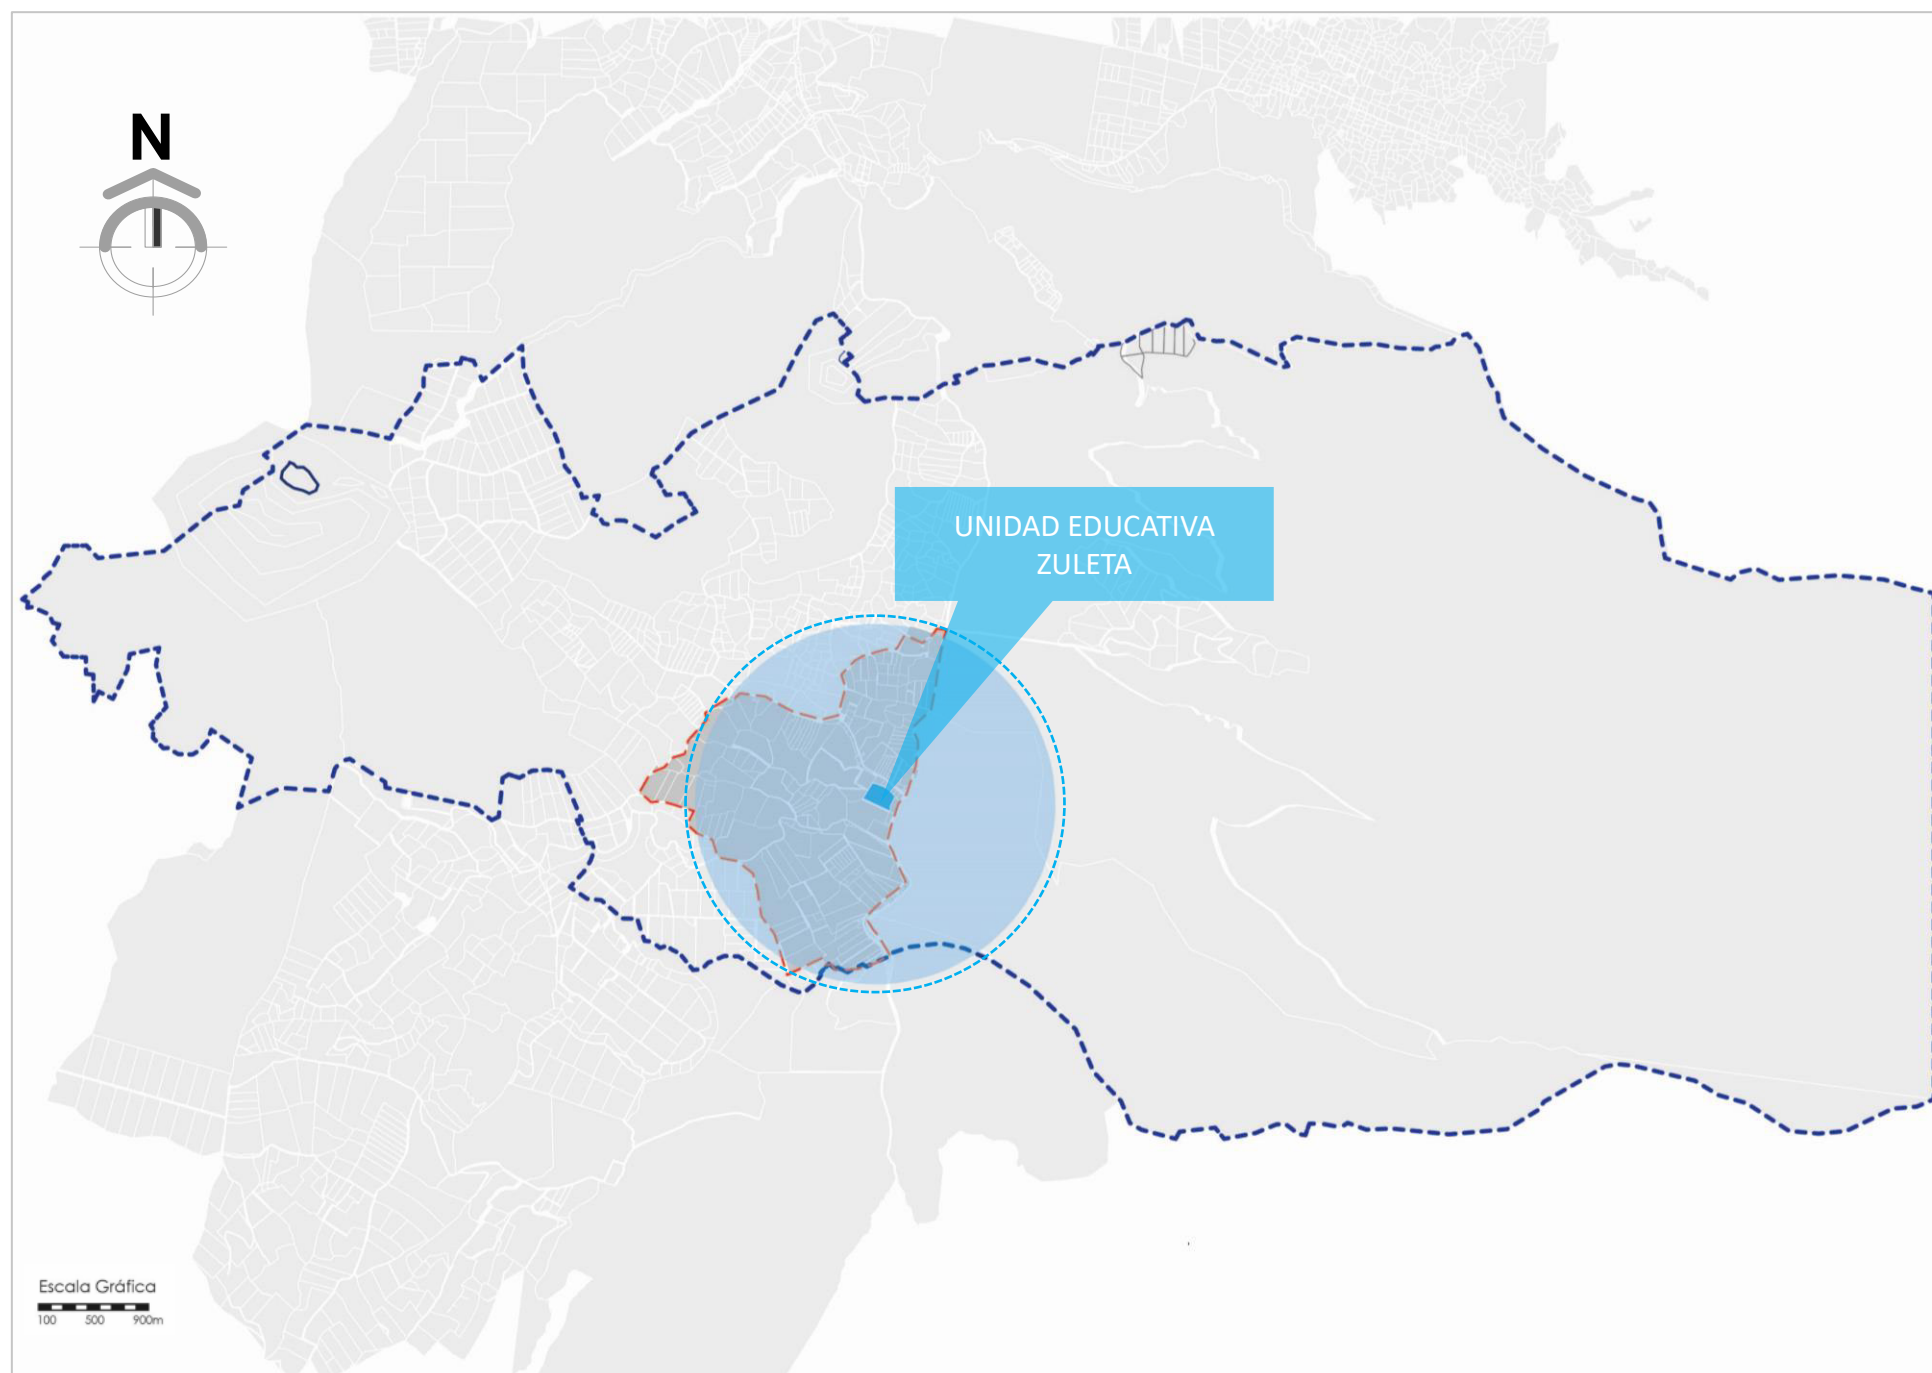 N
UNIDAD EDUCATIVA
ZULETA
Escala Gráfica
100 500 900m